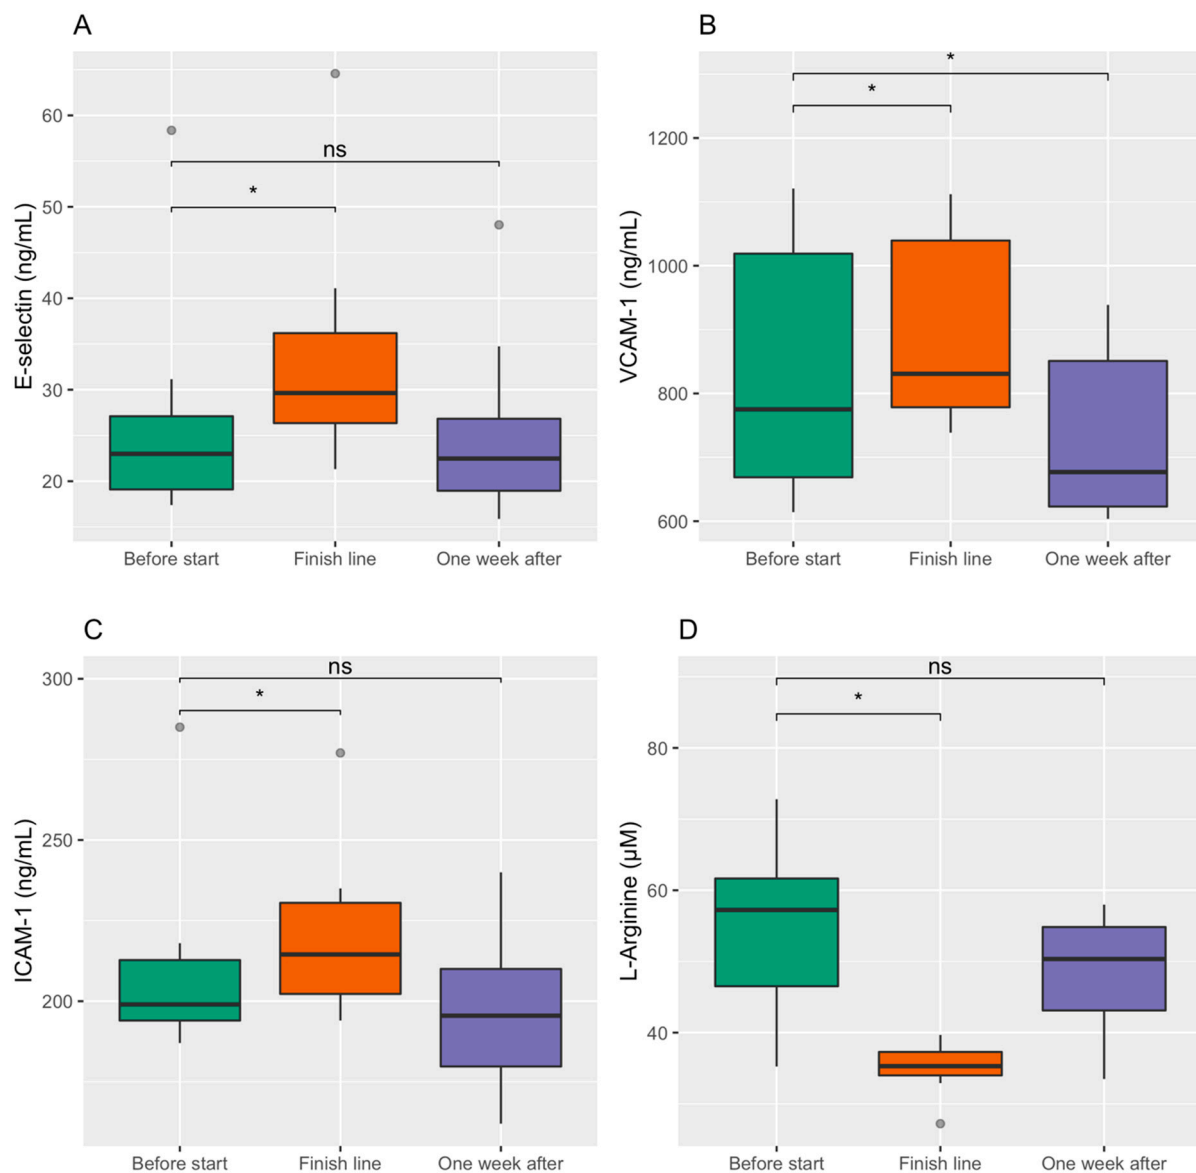 A
E-selectin (ng/mL)
60
50
40
30
20
ns
*
Before start
Finish line
One week after
B
VCAM-1 (ng/mL)
1200
1000
800
600
*
*
Before start
Finish line
One week after
C
ICAM-1 (ng/mL)
300
250
200
ns
*
Before start
Finish line
One week after
D
L-Arginine (µM)
80
60
40
ns
*
Before start
Finish line
One week after